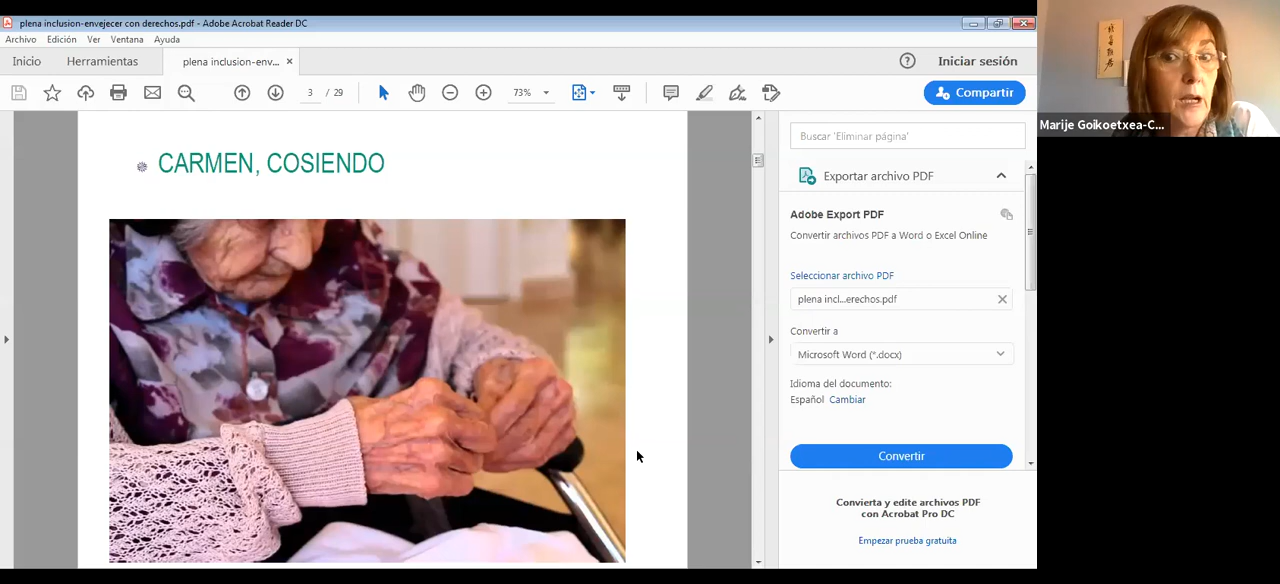 plena inclusion-envejecer con derechos.pdf - Adobe Acrobat Reader DC
Archivo Edición Ver Ventana Ayuda
Inicio Herramientas plena inclusion-env... × Iniciar sesión
3 / 29 73% Compartir
CARMEN, COSIENDO
Buscar 'Eliminar página'
Exportar archivo PDF
Adobe Export PDF
Convertir archivos PDF a Word o Excel Online
Seleccionar archivo PDF
plena incl...erechos.pdf
Convertir a
Microsoft Word (*.docx)
Idioma del documento:
Español Cambiar
Convertir
Convierta y edite archivos PDF
con Acrobat Pro DC
Empezar prueba gratuita
Marije Goikoetxea-C...